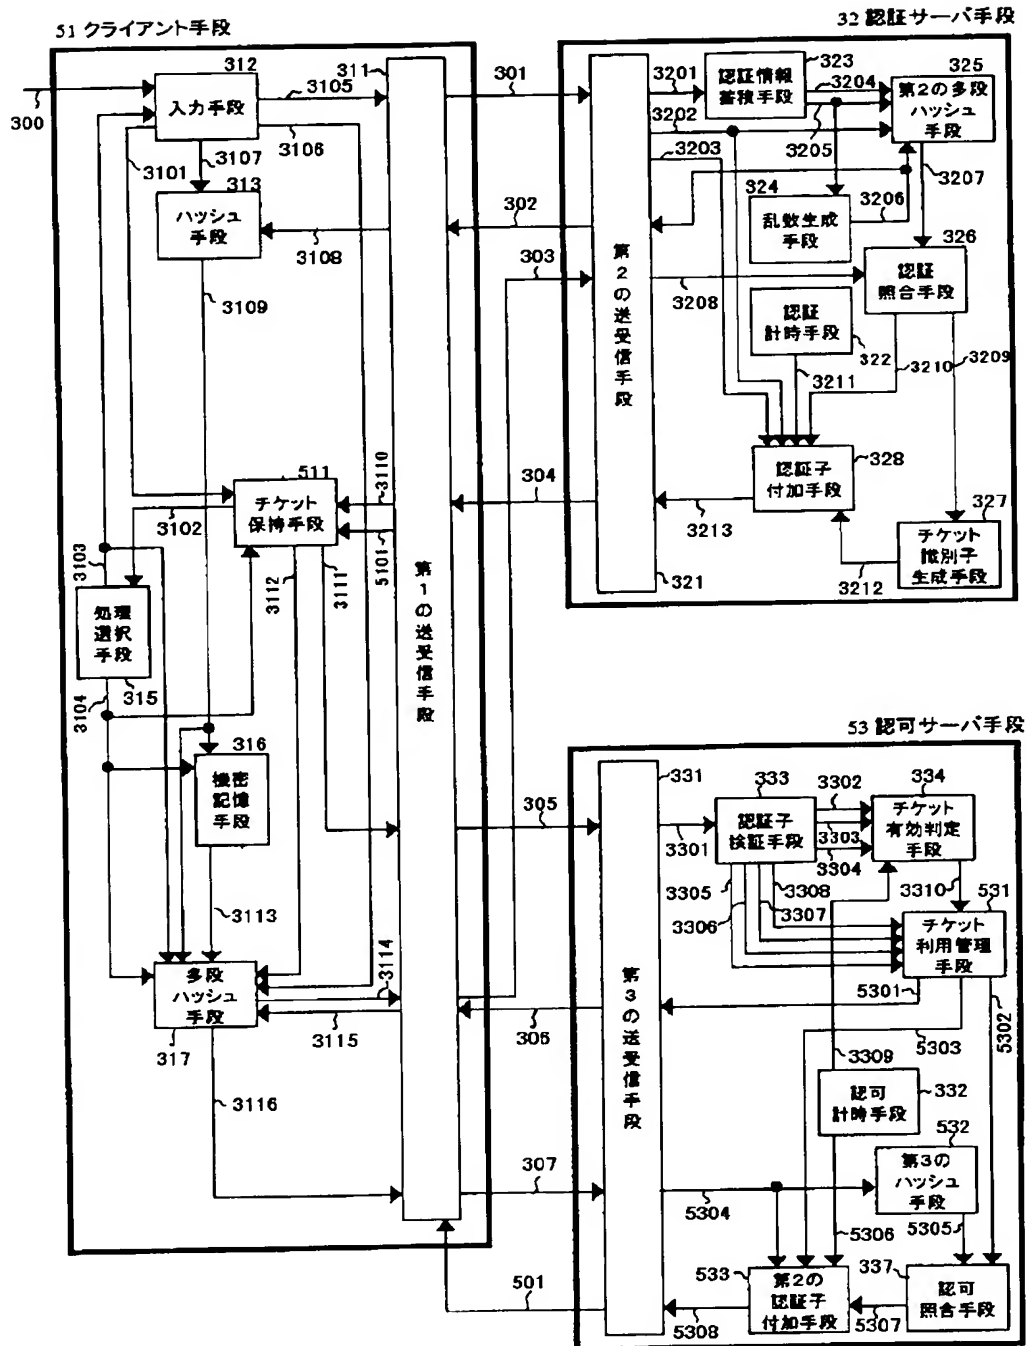 51 クライアント手段
32 認証サーバ手段
300
312
入力手段
3105
3106
3107
3101
313
ハッシュ
手段
3108
3109
311
第1の送受信手段
301
302
303
304
305
306
307
501
511
チケット
保持手段
3110
5101
3102
3103
3112
3111
処理
選択
手段
315
3104
316
機密
記憶
手段
3113
3114
多段
ハッシュ
手段
317
3115
3116
第2の送受信手段
321
3201
3202
3203
323
認証情報
蓄積手段
3204
3205
325
第2の多段
ハッシュ
手段
324
乱数生成
手段
3206
3207
326
認証
照合手段
3208
認証
計時手段
322
3211
3210
3209
認証子
付加手段
328
3213
327
チケット
識別子
生成手段
3212
53 認可サーバ手段
331
第3の送受信手段
3301
333
認証子
検証手段
3302
3303
3304
334
チケット
有効判定
手段
3305
3306
3308
3307
3310
531
チケット
利用管理
手段
5301
5302
5303
3309
認可
計時手段
332
532
第3の
ハッシュ
手段
5304
5305
5306
533
第2の
認証子
付加手段
337
認可
照合手段
5307
5308